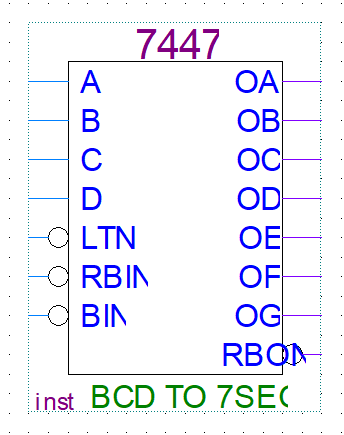 7447
A OA
B OB
C OC
D OD
LTN OE
RBIN OF
BIN OG
RBON
inst BCD TO 7SEG